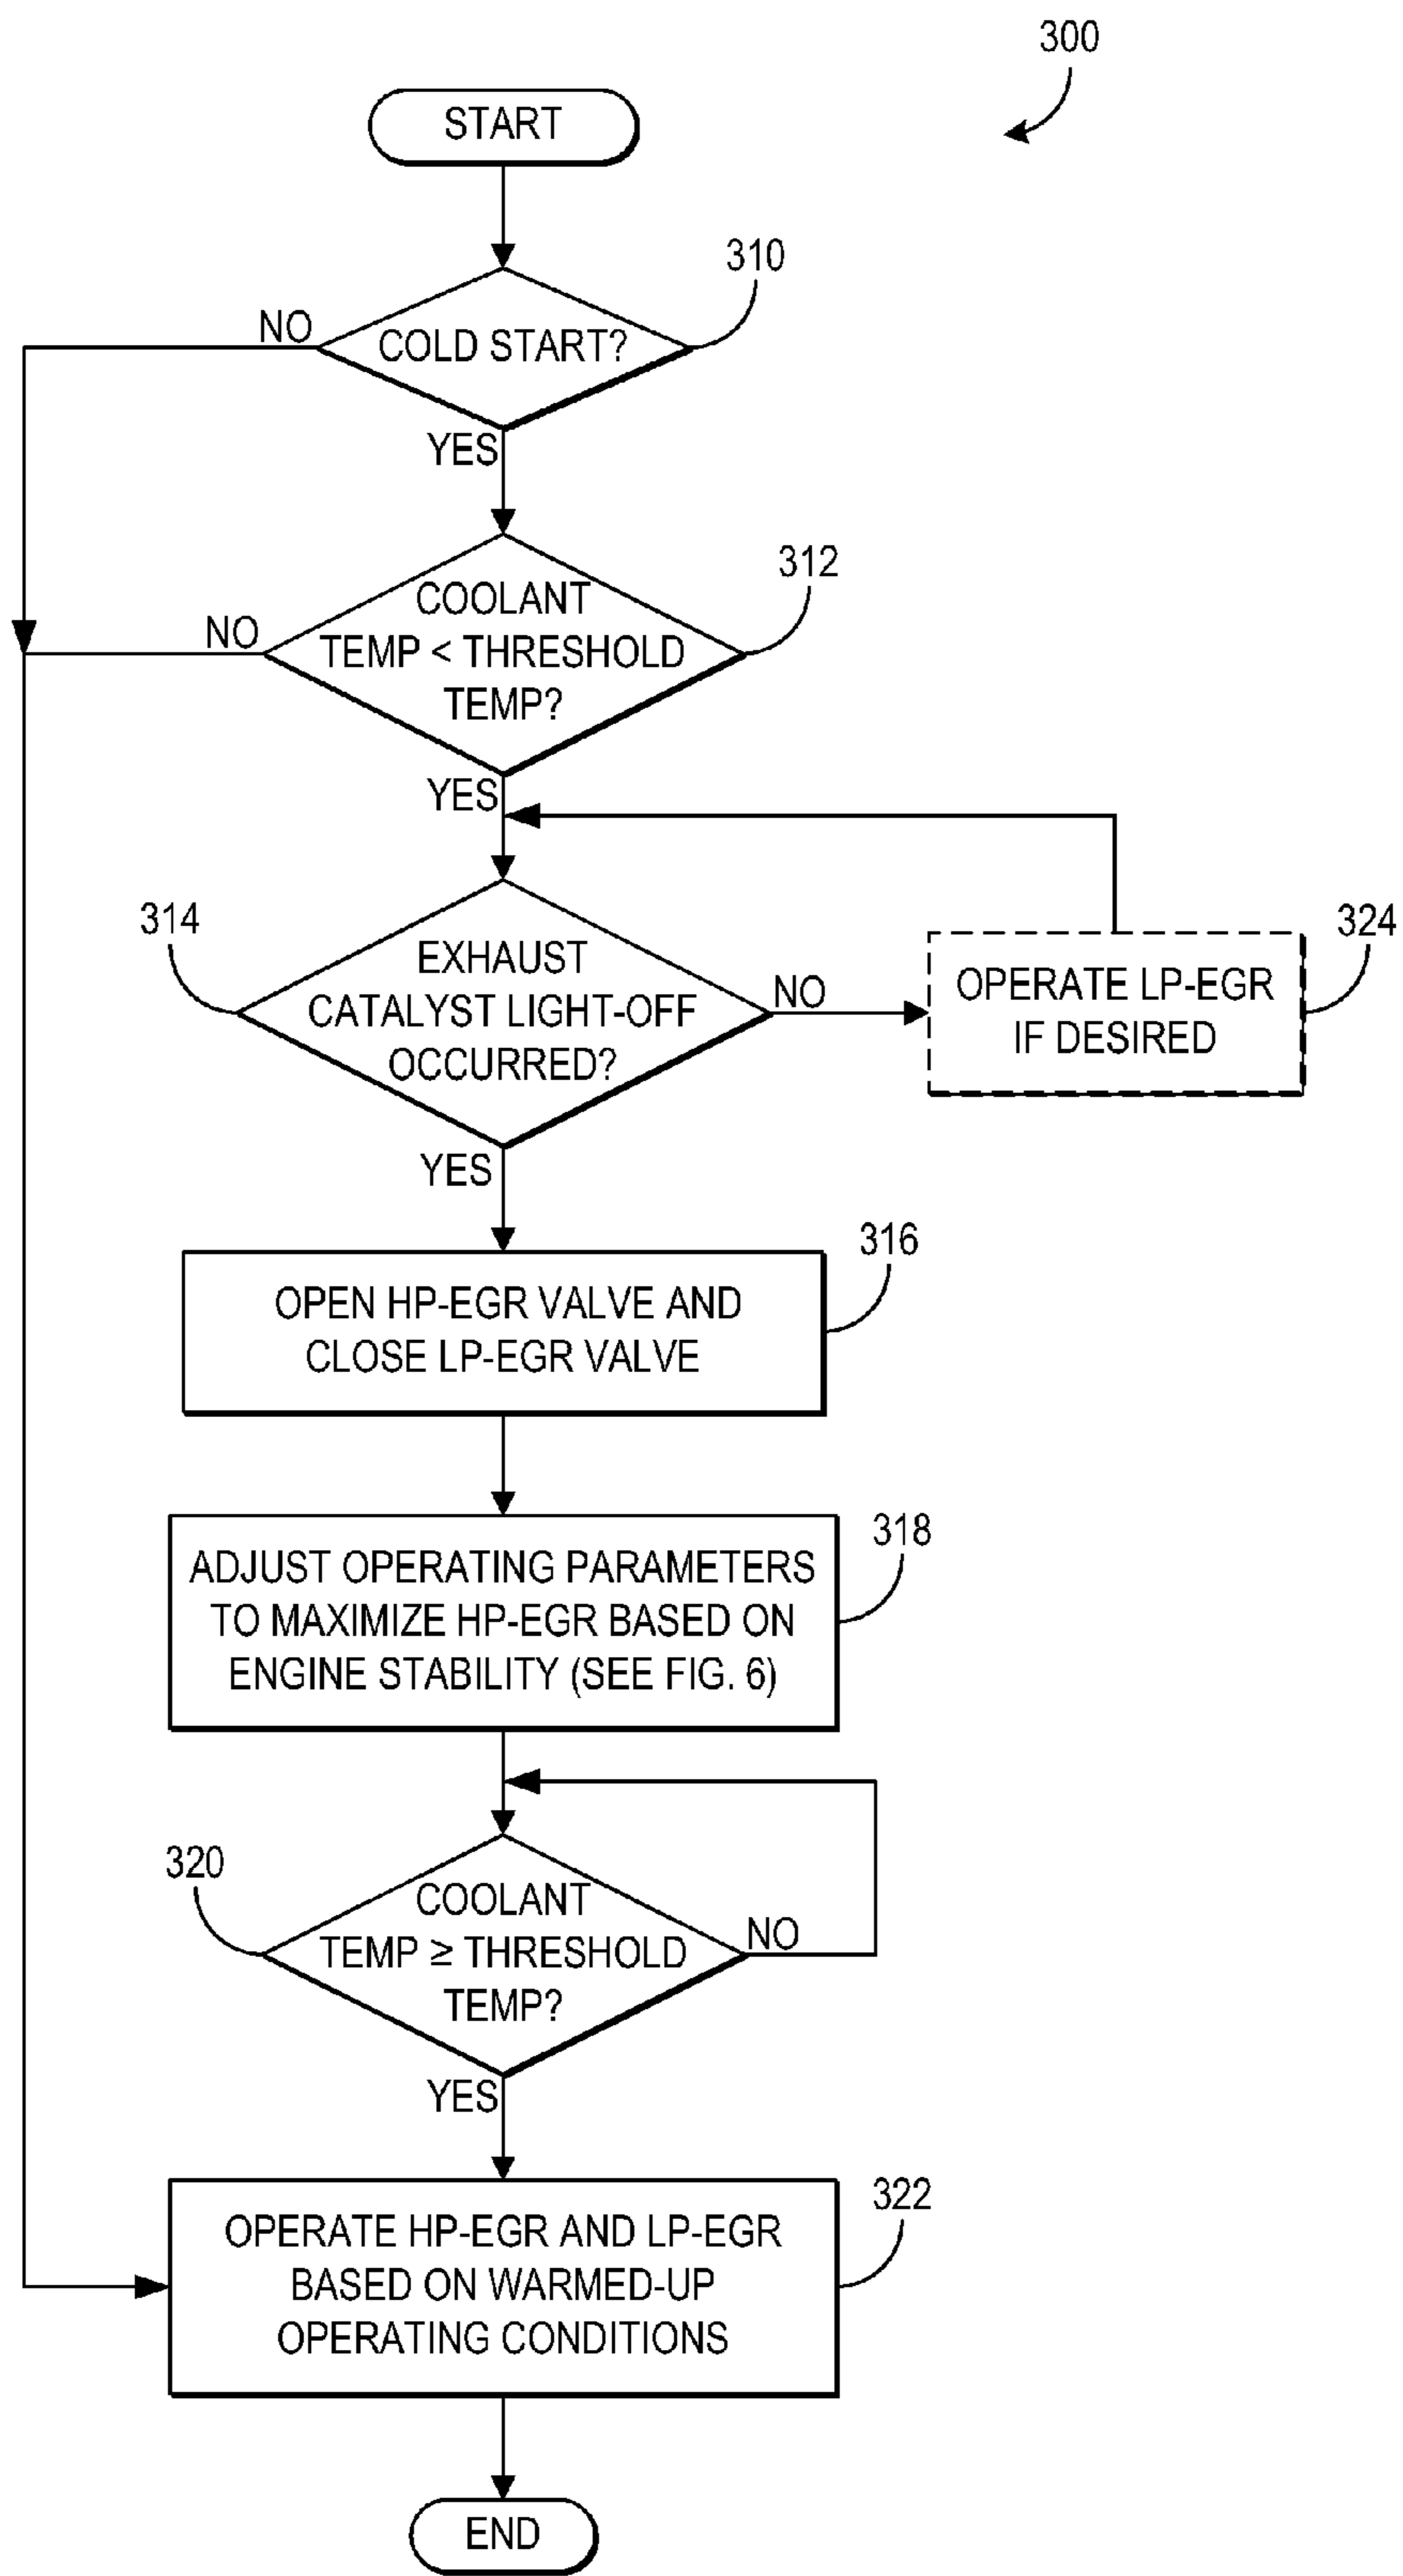 300
START
310
NO
COLD START?
YES
312
COOLANT
NO
TEMP < THRESHOLD
TEMP?
YES
314
324
EXHAUST
CATALYST LIGHT-OFF
OCCURRED?
NO
OPERATE LP-EGR
IF DESIRED
YES
316
OPEN HP-EGR VALVE AND
CLOSE LP-EGR VALVE
318
ADJUST OPERATING PARAMETERS
TO MAXIMIZE HP-EGR BASED ON
ENGINE STABILITY (SEE FIG. 6)
320
COOLANT
TEMP ≥ THRESHOLD
TEMP?
NO
YES
322
OPERATE HP-EGR AND LP-EGR
BASED ON WARMED-UP
OPERATING CONDITIONS
END